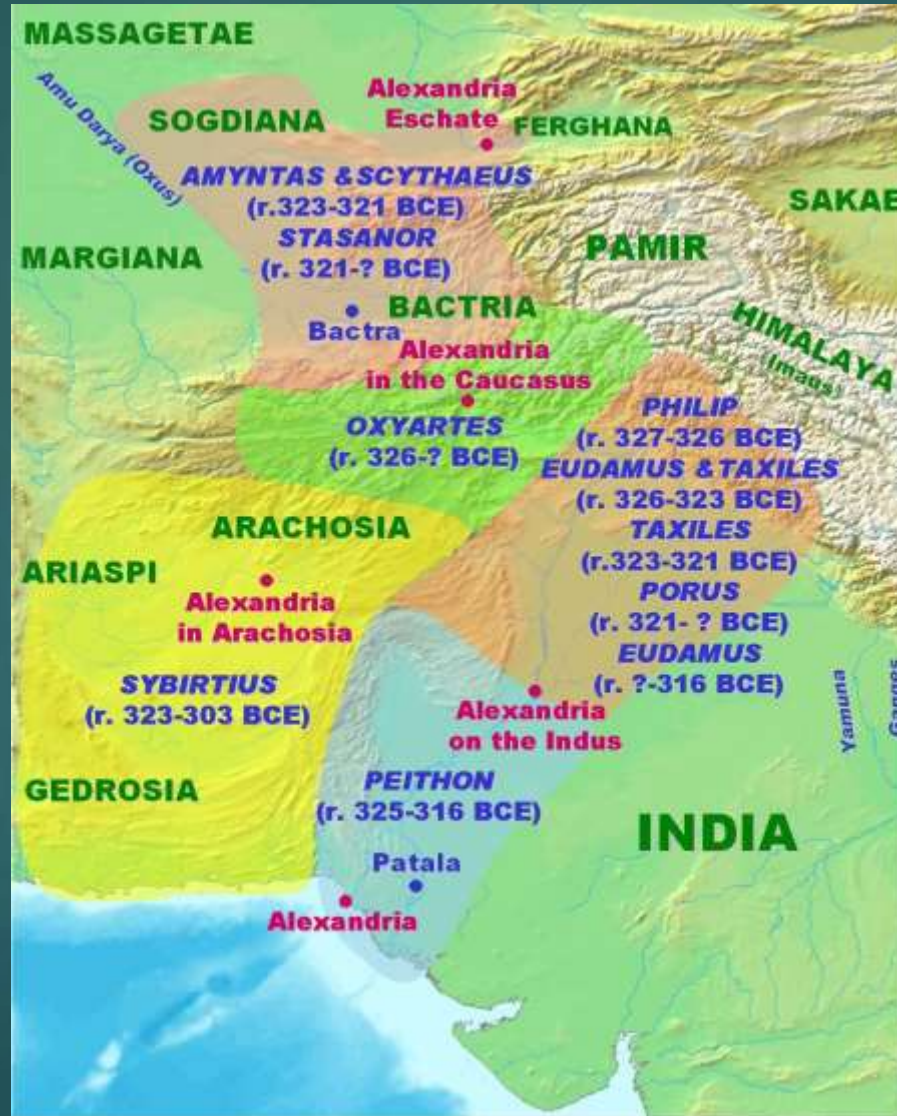 MASSAGETAE
Amu Darya (Oxus)
SOGDIANA
Alexandria
Eschate
FERGHANA
AMYNTAS & SCYTHAEUS
(r.323-321 BCE)
STASANOR
(r. 321-? BCE)
SAKAE
PAMIR
MARGIANA
BACTRIA
Bactra
HIMALAYA
(Imaus)
Alexandria
in the Caucasus
OXYARTES
(r. 326-? BCE)
PHILIP
(r. 327-326 BCE)
EUDAMUS & TAXILES
(r. 326-323 BCE)
TAXILES
(r.323-321 BCE)
PORUS
(r. 321- ? BCE)
EUDAMUS
(r. ?-316 BCE)
ARACHOSIA
ARIASPI
Alexandria
in Arachosia
SYBIRTIUS
(r. 323-303 BCE)
Alexandria
on the Indus
Yamuna
Ganges
GEDROSIA
PEITHON
(r. 325-316 BCE)
INDIA
Patala
Alexandria